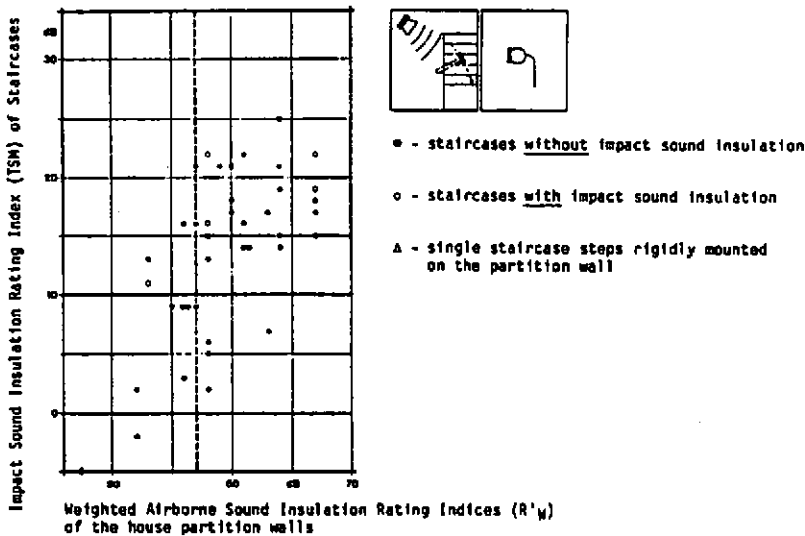 Impact Sound Insulation Rating Index (TSM) of Staircases
dB
30
20
10
0
50
60
dB
70
Weighted Airborne Sound Insulation Rating Indices (R'w)
of the house partition walls
- staircases without impact sound insulation
- staircases with impact sound insulation
- single staircase steps rigidly mounted
on the partition wall